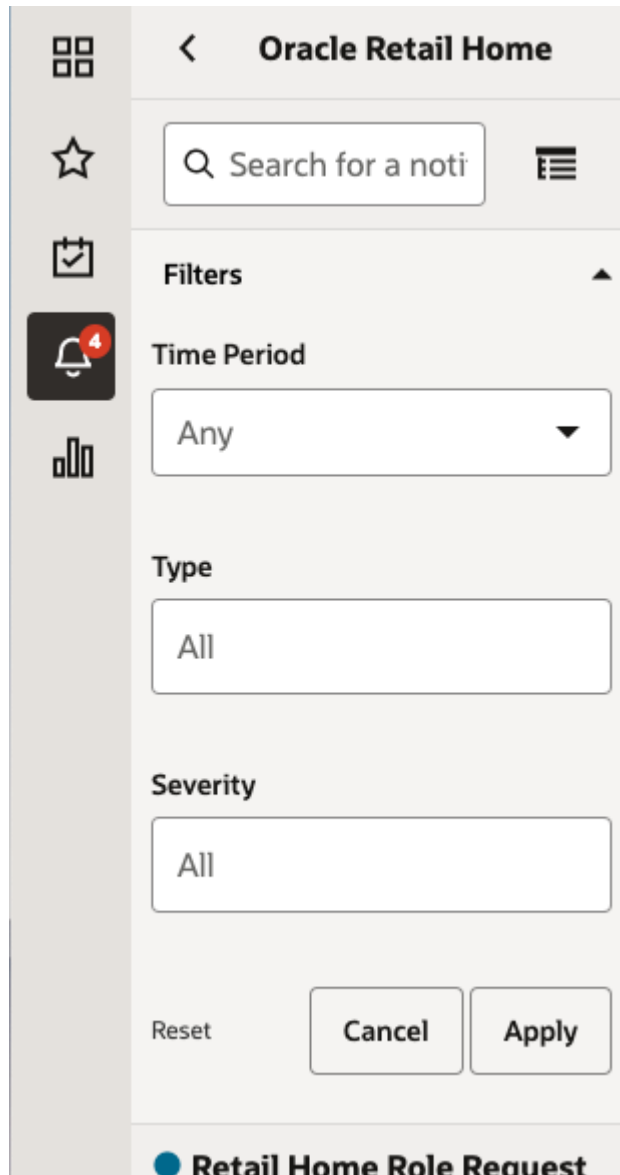 Oracle Retail Home
Search for a noti
Filters
4
Time Period
Any
Type
All
Severity
All
Reset
Cancel
Apply
Retail Home Role Request